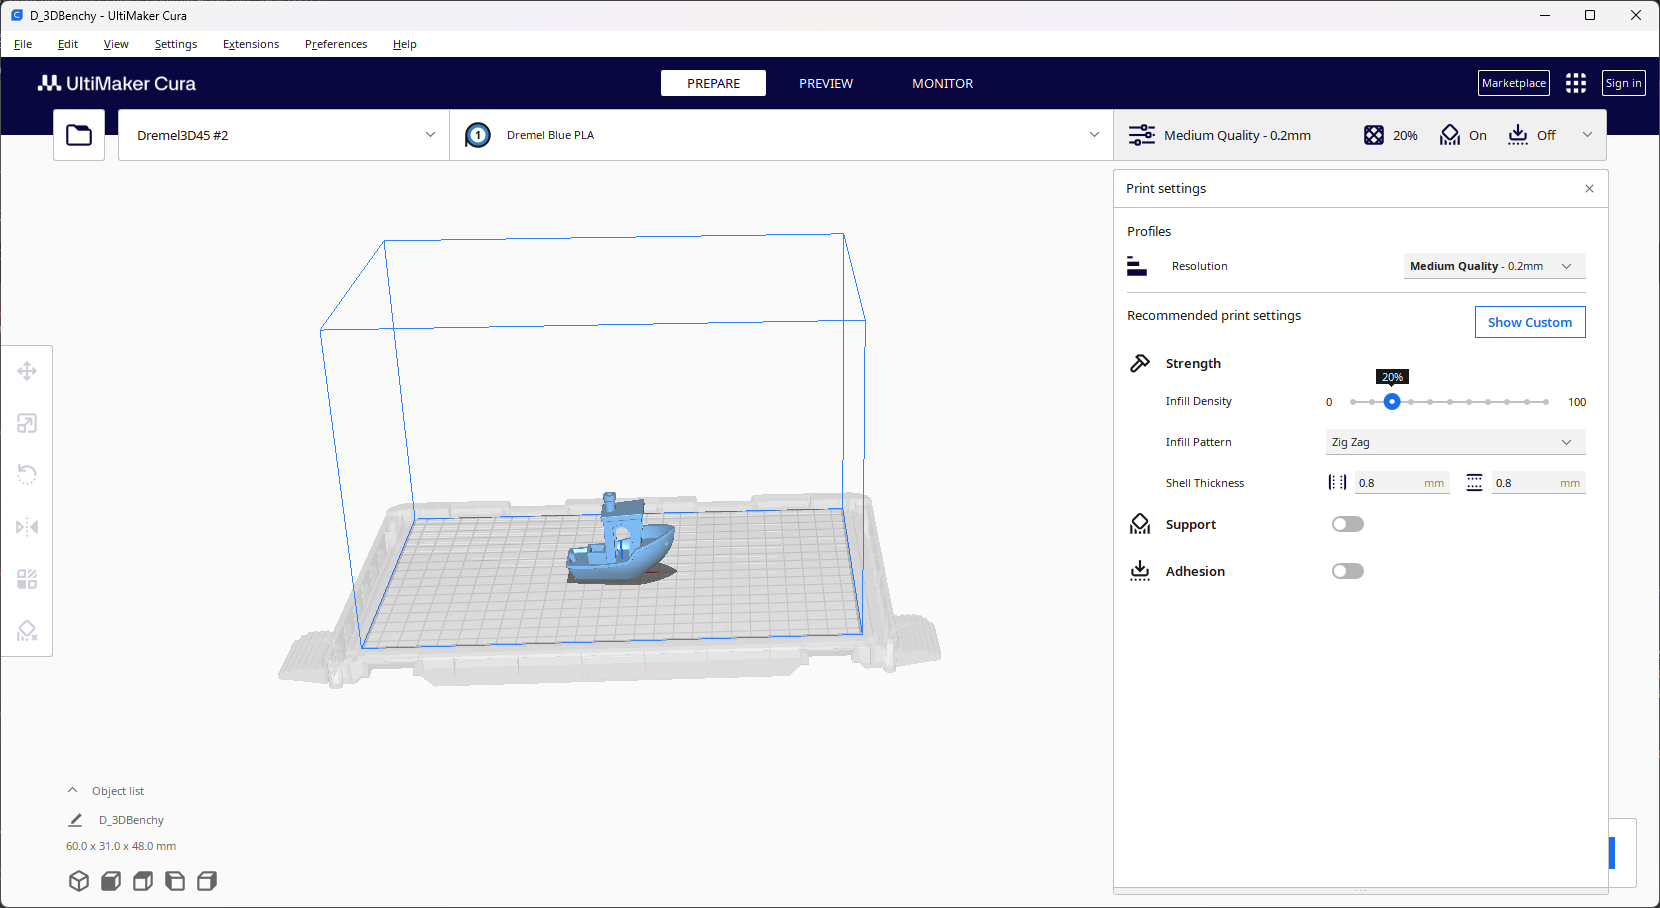 D_3DBenchy - UltiMaker Cura
File Edit View Settings Extensions Preferences Help
UltiMaker Cura
PREPARE PREVIEW MONITOR
Marketplace
Sign in
Dremel3D45 #2
1 Dremel Blue PLA
Medium Quality - 0.2mm 20% On Off
Print settings
Profiles
Resolution Medium Quality - 0.2mm
Recommended print settings Show Custom
Strength
20%
Infill Density 0 100
Infill Pattern Zig Zag
Shell Thickness 0.8 mm 0.8 mm
Support
Adhesion
Object list
D_3DBenchy
60.0 x 31.0 x 48.0 mm